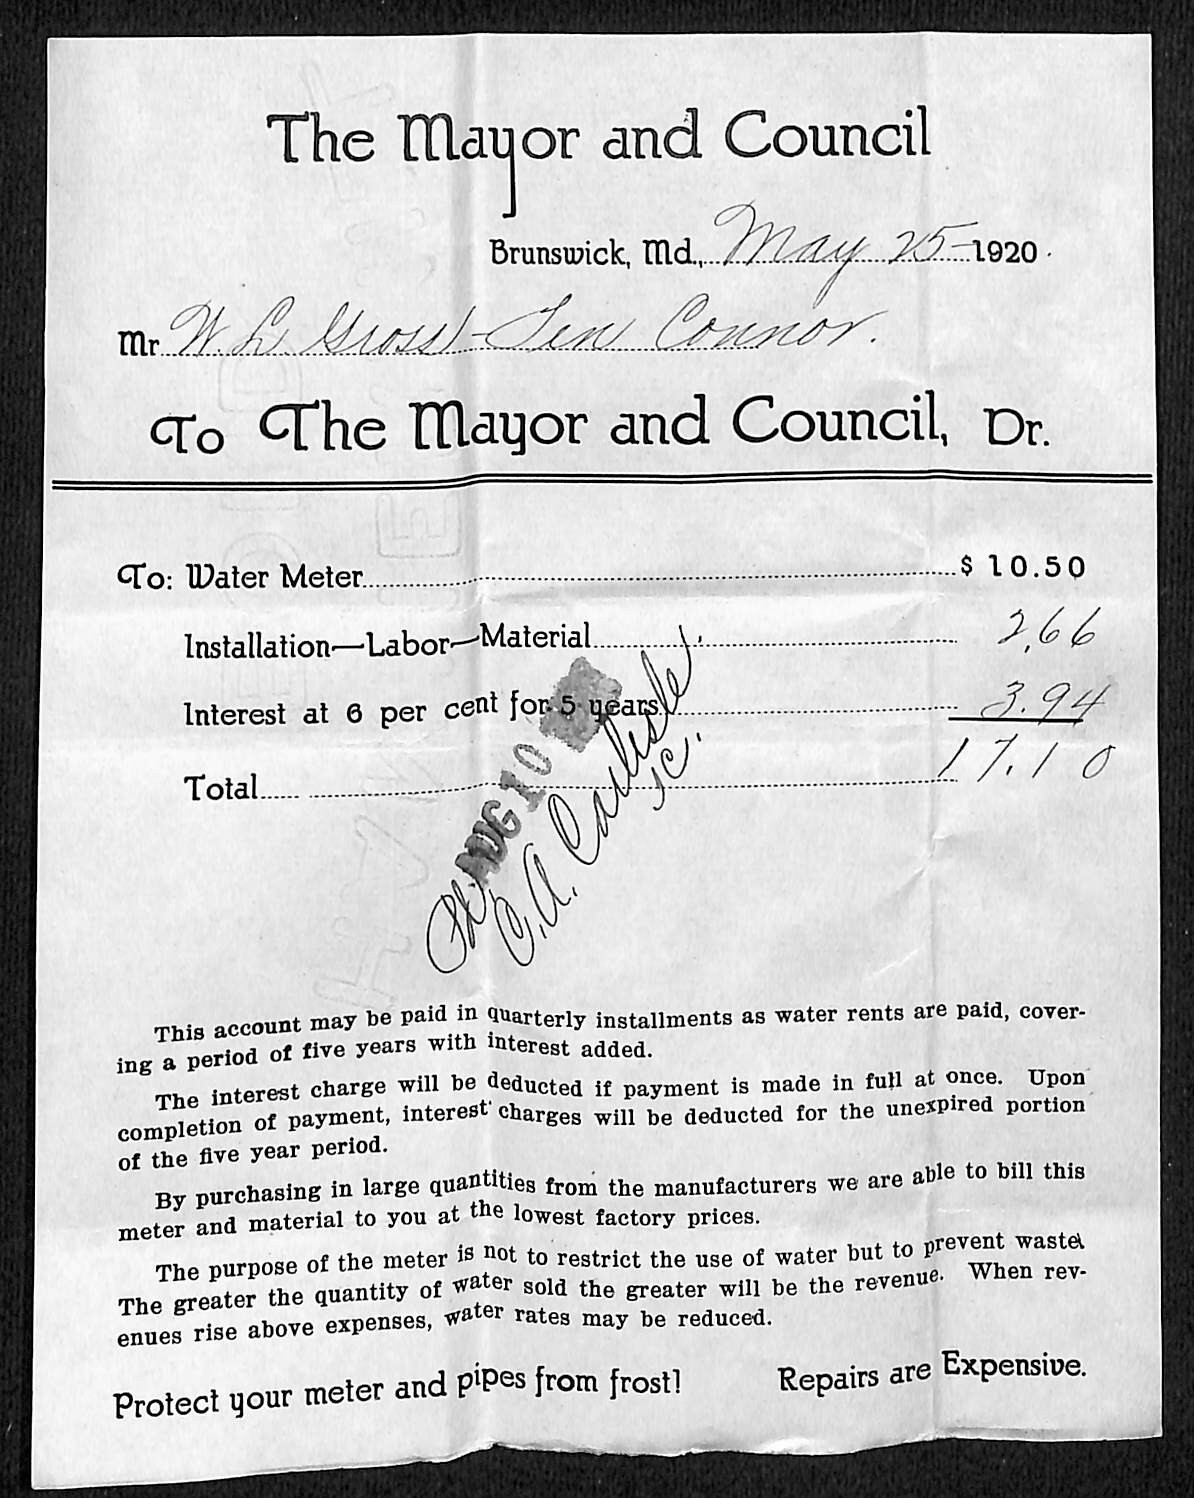 The Mayor and Council
Brunswick, Md., May 25-1920.
Mr W. L. Gross - Ten Connor.
To The Mayor and Council, Dr.
To: Water Meter $ 10.50
Installation—Labor—Material 2.66
Interest at 6 per cent for 5 years 3.94
Total 17.10
Pd. AUG 10
C. A. Carlisle
This account may be paid in quarterly installments as water rents are paid, cover-
ing a period of five years with interest added.
The interest charge will be deducted if payment is made in full at once. Upon
completion of payment, interest charges will be deducted for the unexpired portion
of the five year period.
By purchasing in large quantities from the manufacturers we are able to bill this
meter and material to you at the lowest factory prices.
The purpose of the meter is not to restrict the use of water but to prevent waste.
The greater the quantity of water sold the greater will be the revenue. When rev-
enues rise above expenses, water rates may be reduced.
Protect your meter and pipes from frost! Repairs are Expensive.